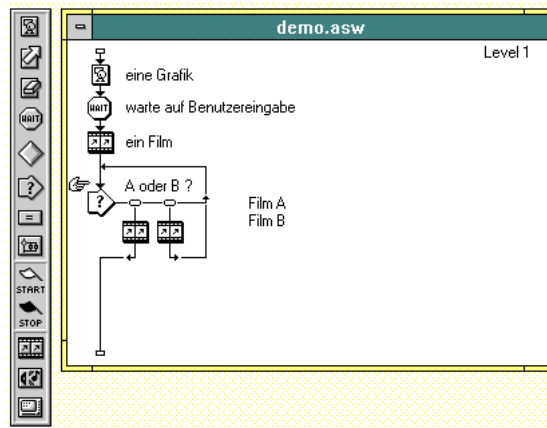 demo.asw
Level 1
eine Grafik
WAIT
warte auf Benutzereingabe
ein Film
A oder B ?
?
Film A
Film B
WAIT
?
=
START
STOP